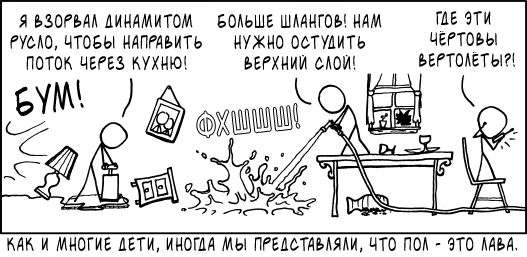 Я ВЗОРВАЛ ДИНАМИТОМ
РУСЛО, ЧТОБЫ НАПРАВИТЬ
ПОТОК ЧЕРЕЗ КУХНЮ!
БУМ!
БОЛЬШЕ ШЛАНГОВ! НАМ
НУЖНО ОСТУДИТЬ
ВЕРХНИЙ СЛОЙ!
ФХШШШ!
ГДЕ ЭТИ
ЧЁРТОВЫ
ВЕРТОЛЁТЫ?!
КАК И МНОГИЕ ДЕТИ, ИНОГДА МЫ ПРЕДСТАВЛЯЛИ, ЧТО ПОЛ - ЭТО ЛАВА.